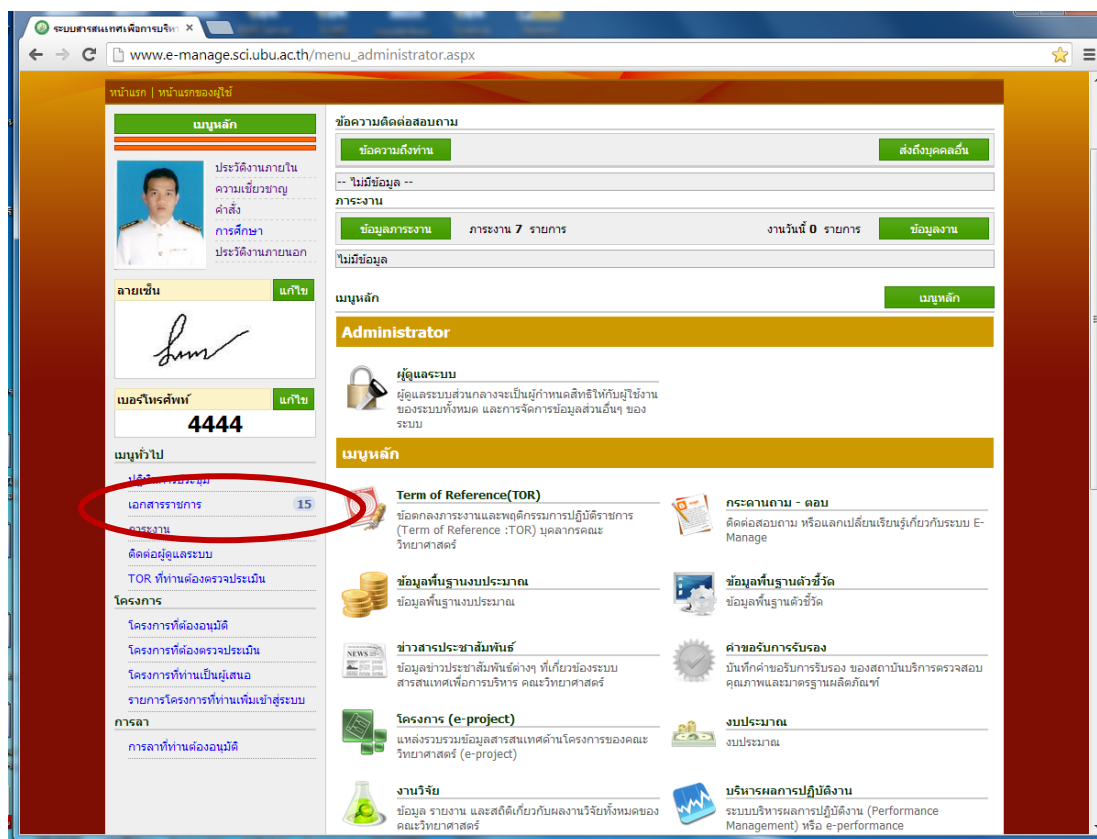 ระบบสารสนเทศเพื่อการบริหา
www.e-manage.sci.ubu.ac.th/menu_administrator.aspx
หน้าแรก | หน้าแรกของผู้ใช้
เมนูหลัก
ประวัติงานภายใน
ความเชี่ยวชาญ
คำสั่ง
การศึกษา
ประวัติงานภายนอก
ลายเซ็น
แก้ไข
เบอร์โทรศัพท์
แก้ไข
4444
เมนูทั่วไป
ปฏิทินการประชุม
เอกสารราชการ 15
ภาระงาน
ติดต่อผู้ดูแลระบบ
TOR ที่ท่านต้องตรวจประเมิน
โครงการ
โครงการที่ต้องอนุมัติ
โครงการที่ต้องตรวจประเมิน
โครงการที่ท่านเป็นผู้เสนอ
รายการโครงการที่ท่านเพิ่มเข้าสู่ระบบ
การลา
การลาที่ท่านต้องอนุมัติ
ข้อความติดต่อสอบถาม
ข้อความถึงท่าน
ส่งถึงบุคคลอื่น
-- ไม่มีข้อมูล --
ภาระงาน
ข้อมูลภาระงาน
ภาระงาน 7 รายการ
งานวันนี้ 0 รายการ
ข้อมูลงาน
ไม่มีข้อมูล
เมนูหลัก
เมนูหลัก
Administrator
ผู้ดูแลระบบ
ผู้ดูแลระบบส่วนกลางจะเป็นผู้กำหนดสิทธิให้กับผู้ใช้งาน
ของระบบทั้งหมด และการจัดการข้อมูลส่วนอื่นๆ ของ
ระบบ
เมนูหลัก
Term of Reference(TOR)
ข้อตกลงภาระงานและพฤติกรรมการปฏิบัติราชการ
(Term of Reference :TOR) บุคลากรคณะ
วิทยาศาสตร์
กระดานถาม - ตอบ
ติดต่อสอบถาม หรือแลกเปลี่ยนเรียนรู้เกี่ยวกับระบบ E-
Manage
ข้อมูลพื้นฐานงบประมาณ
ข้อมูลพื้นฐานงบประมาณ
ข้อมูลพื้นฐานตัวชี้วัด
ข้อมูลพื้นฐานตัวชี้วัด
NEWS
ข่าวสารประชาสัมพันธ์
ข้อมูลข่าวประชาสัมพันธ์ต่างๆ ที่เกี่ยวข้องระบบ
สารสนเทศเพื่อการบริหาร คณะวิทยาศาสตร์
คำขอรับการรับรอง
บันทึกคำขอรับการรับรอง ของสถาบันบริการตรวจสอบ
คุณภาพและมาตรฐานผลิตภัณฑ์
โครงการ (e-project)
แหล่งรวบรวมข้อมูลสารสนเทศด้านโครงการของคณะ
วิทยาศาสตร์ (e-project)
งบประมาณ
งบประมาณ
งานวิจัย
ข้อมูล รายงาน และสถิติเกี่ยวกับผลงานวิจัยทั้งหมดของ
คณะวิทยาศาสตร์
บริหารผลการปฏิบัติงาน
ระบบบริหารผลการปฏิบัติงาน (Performance
Management) หรือ e-performance